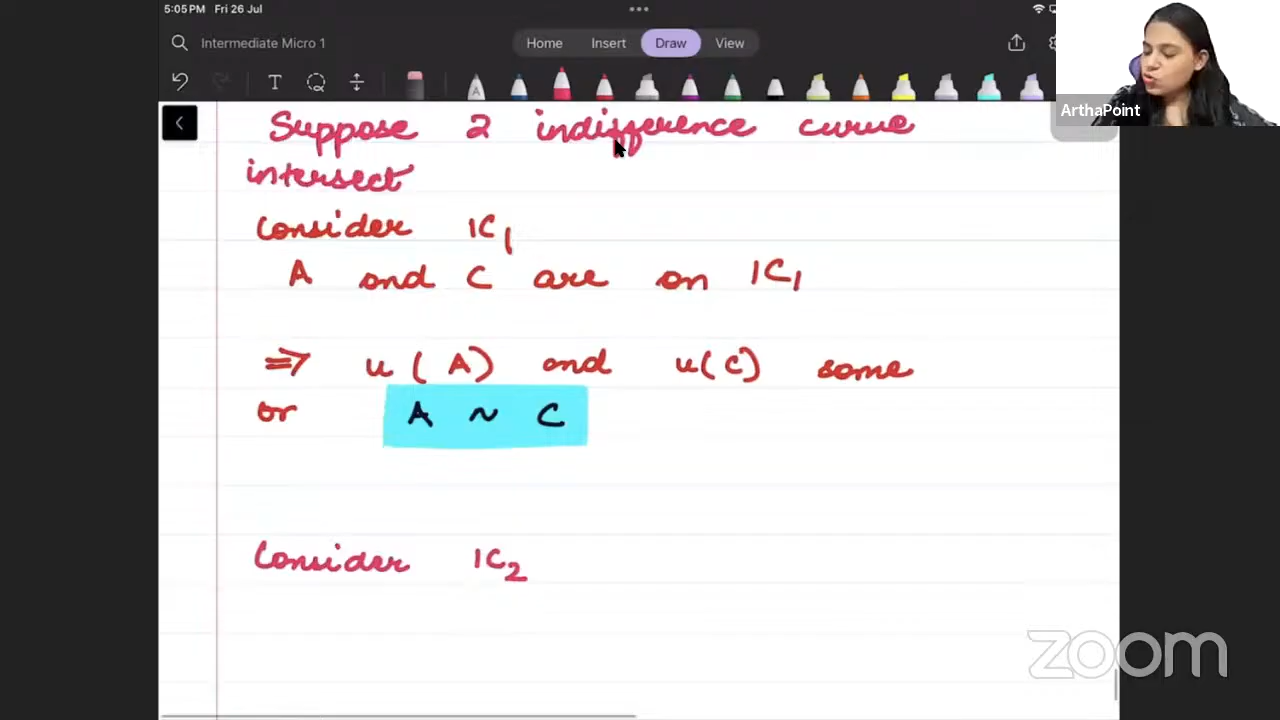 5:05 PM Fri 26 Jul
Intermediate Micro 1
Home Insert Draw View
ArthaPoint
Suppose 2 indifference curve
intersect
Consider IC1
A and C are on IC1
⇒ u (A) and u(C) same
or A ~ C
Consider IC2
zoom